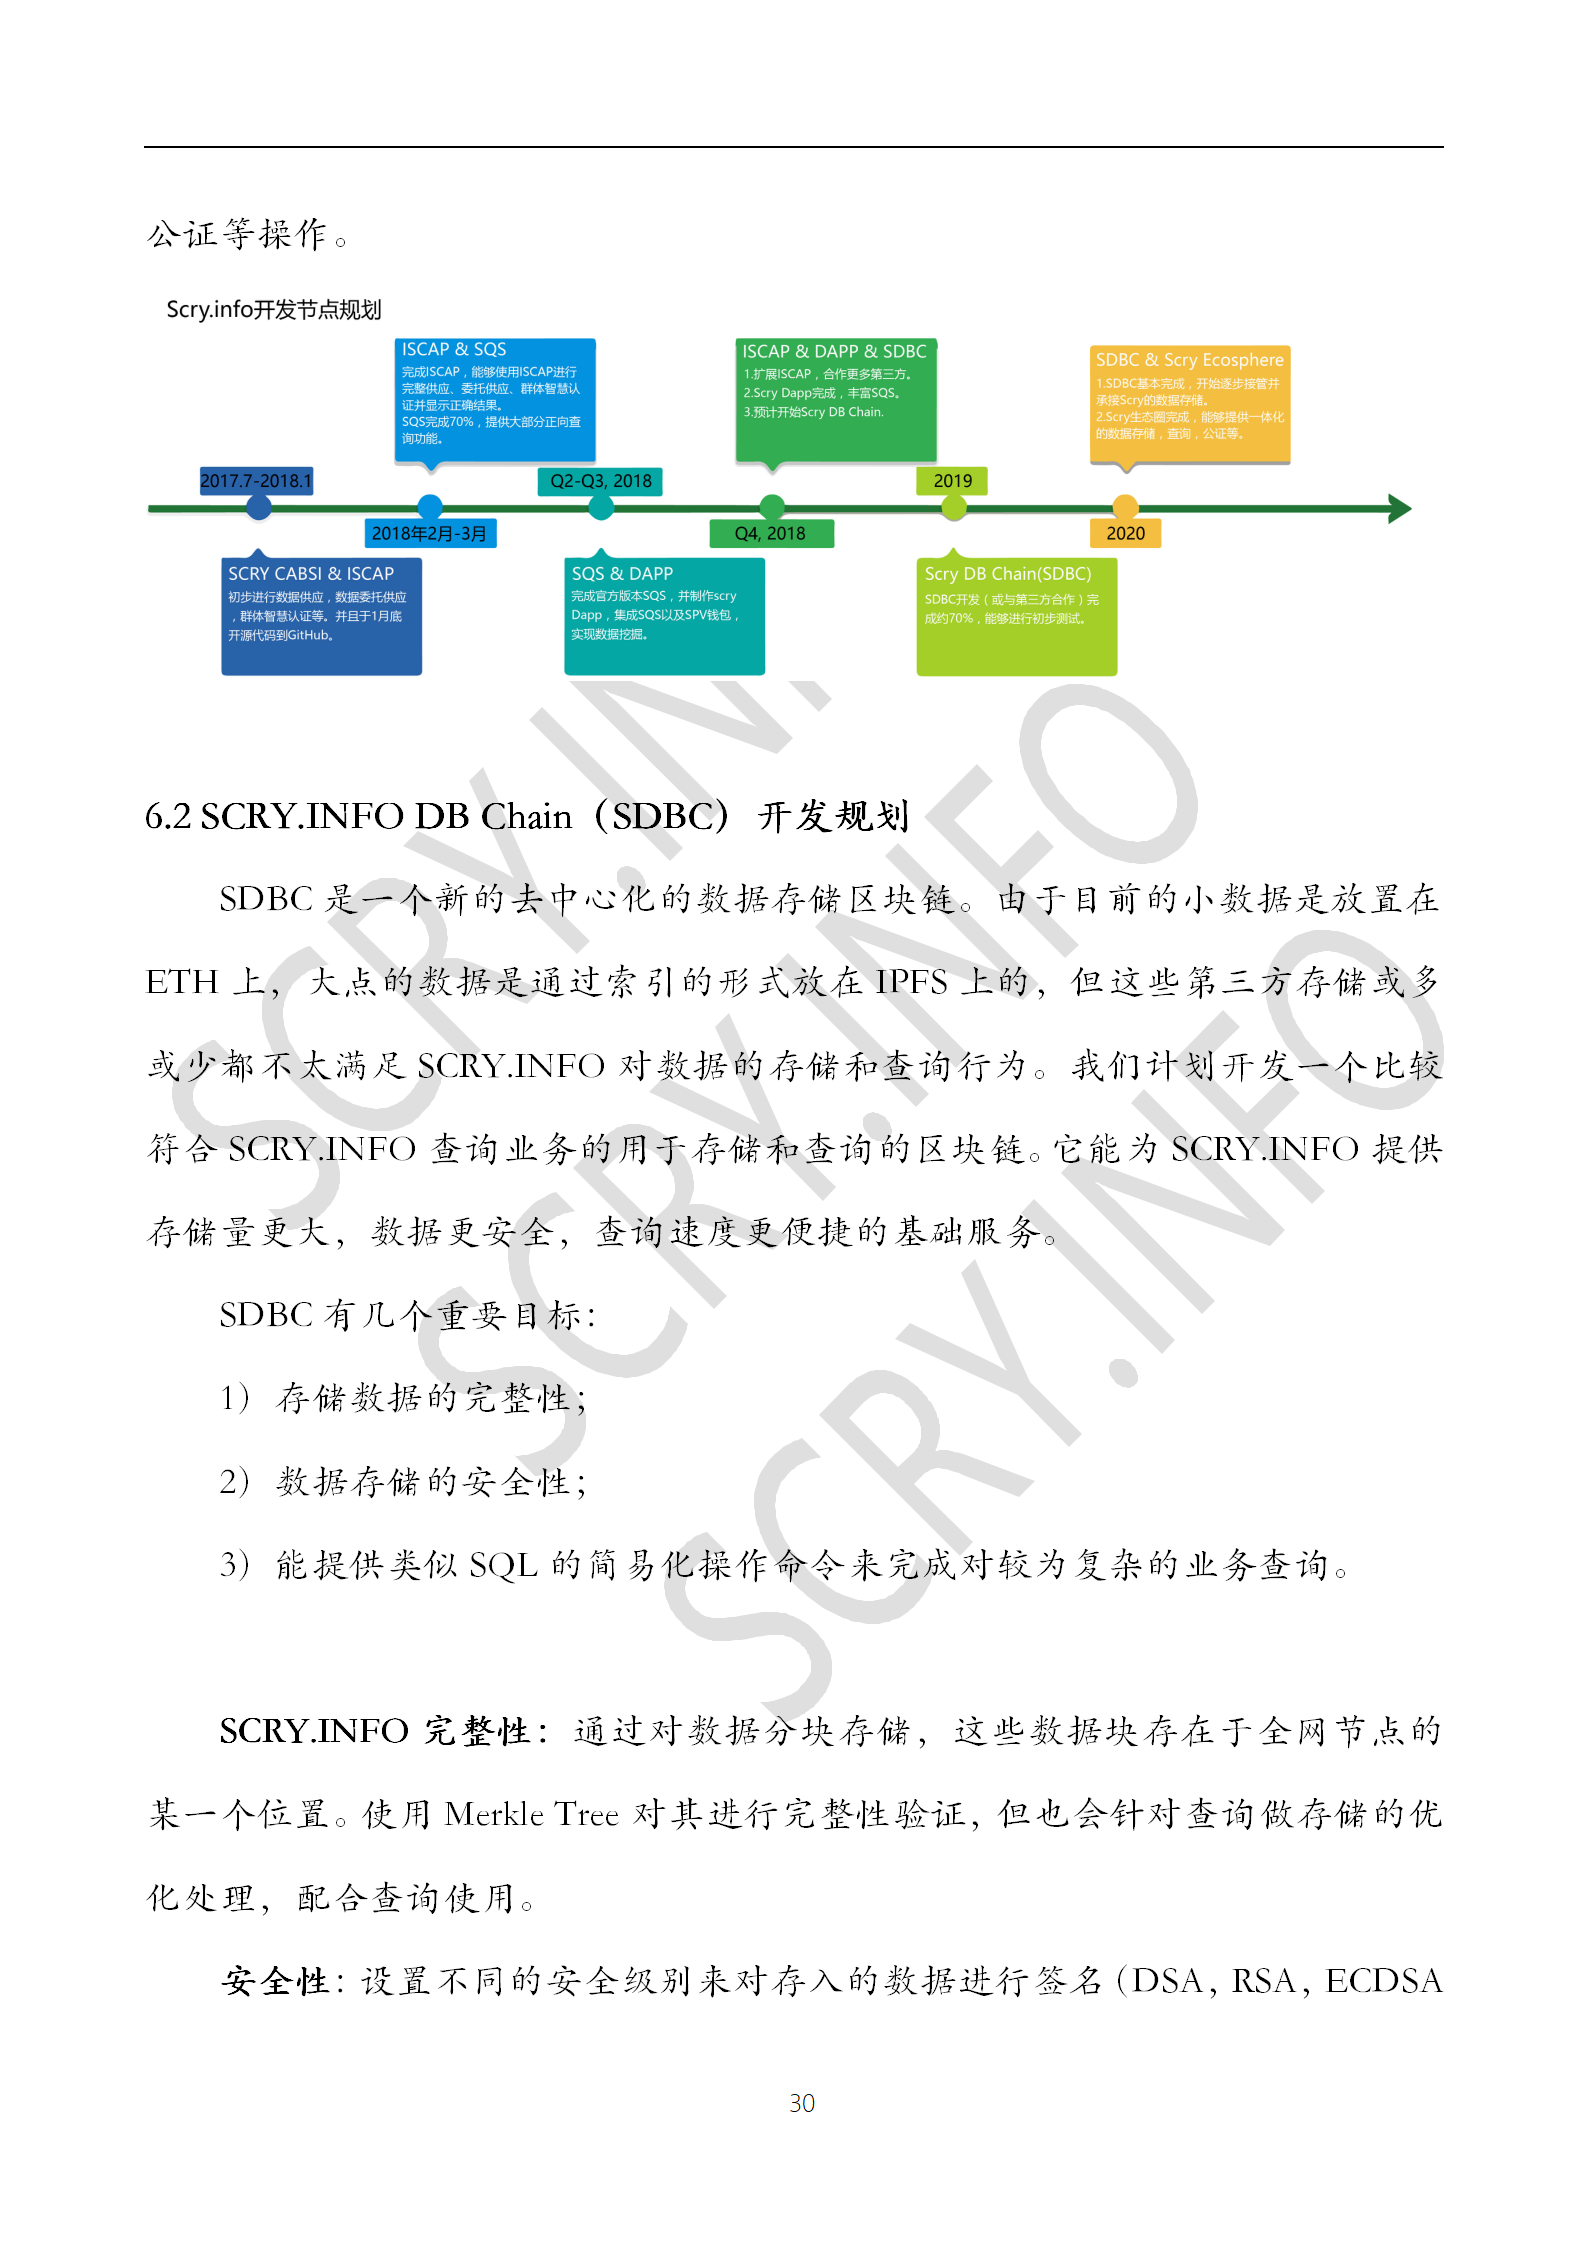 公证等操作。
Scry.info开发节点规划
ISCAP & SQS
完成ISCAP，能够使用ISCAP进行
完整供应、委托供应、群体智慧认
证并显示正确结果。
SQS完成70%，提供大部分正向查
询功能。
ISCAP & DAPP & SDBC
1.扩展ISCAP，合作更多第三方。
2.Scry Dapp完成，丰富SQS。
3.预计开始Scry DB Chain.
SDBC & Scry Ecosphere
1.SDBC基本完成，开始逐步接管并
承接Scry的数据存储。
2.Scry生态圈完成，能够提供一体化
的数据存储，查询，公证等。
2017.7-2018.1
Q2-Q3, 2018
2019
2018年2月-3月
Q4, 2018
2020
SCRY CABSI & ISCAP
初步进行数据供应，数据委托供应
，群体智慧认证等。并且于1月底
开源代码到GitHub。
SQS & DAPP
完成官方版本SQS，并制作scry
Dapp，集成SQS以及SPV钱包，
实现数据挖掘。
Scry DB Chain(SDBC)
SDBC开发（或与第三方合作）完
成约70%，能够进行初步测试。
6.2 SCRY.INFO DB Chain（SDBC） 开发规划
SDBC 是一个新的去中心化的数据存储区块链。由于目前的小数据是放置在
ETH 上，大点的数据是通过索引的形式放在 IPFS 上的，但这些第三方存储或多
或少都不太满足 SCRY.INFO 对数据的存储和查询行为。我们计划开发一个比较
符合 SCRY.INFO 查询业务的用于存储和查询的区块链。它能为 SCRY.INFO 提供
存储量更大，数据更安全，查询速度更便捷的基础服务。
SDBC 有几个重要目标：
1） 存储数据的完整性；
2） 数据存储的安全性；
3） 能提供类似 SQL 的简易化操作命令来完成对较为复杂的业务查询。
SCRY.INFO 完整性：通过对数据分块存储，这些数据块存在于全网节点的
某一个位置。使用 Merkle Tree 对其进行完整性验证，但也会针对查询做存储的优
化处理，配合查询使用。
安全性：设置不同的安全级别来对存入的数据进行签名（DSA，RSA，ECDSA
30
SCRY.INFO
SCRY.INFO
SCRY.INFO